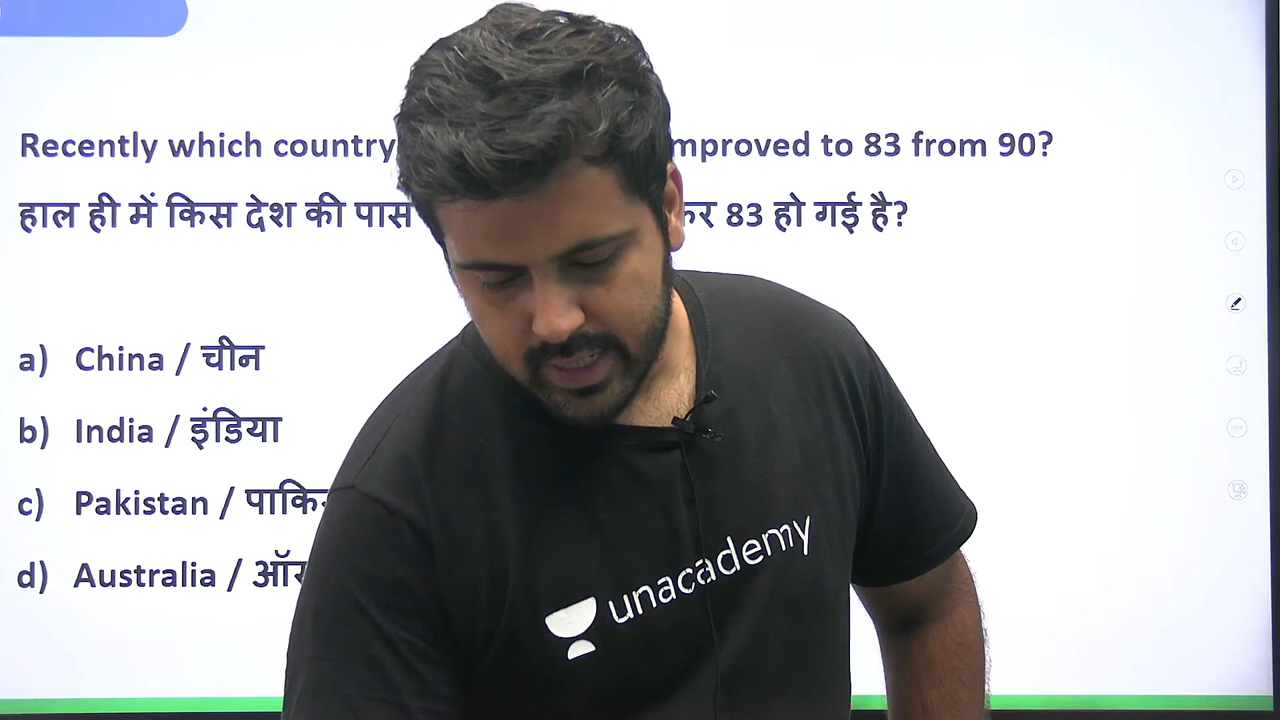 Recently which country mproved to 83 from 90?
हाल ही में किस देश की पास कर 83 हो गई है?
a) China / चीन
b) India / इंडिया
c) Pakistan / पाकि
d) Australia / ऑस
unacademy